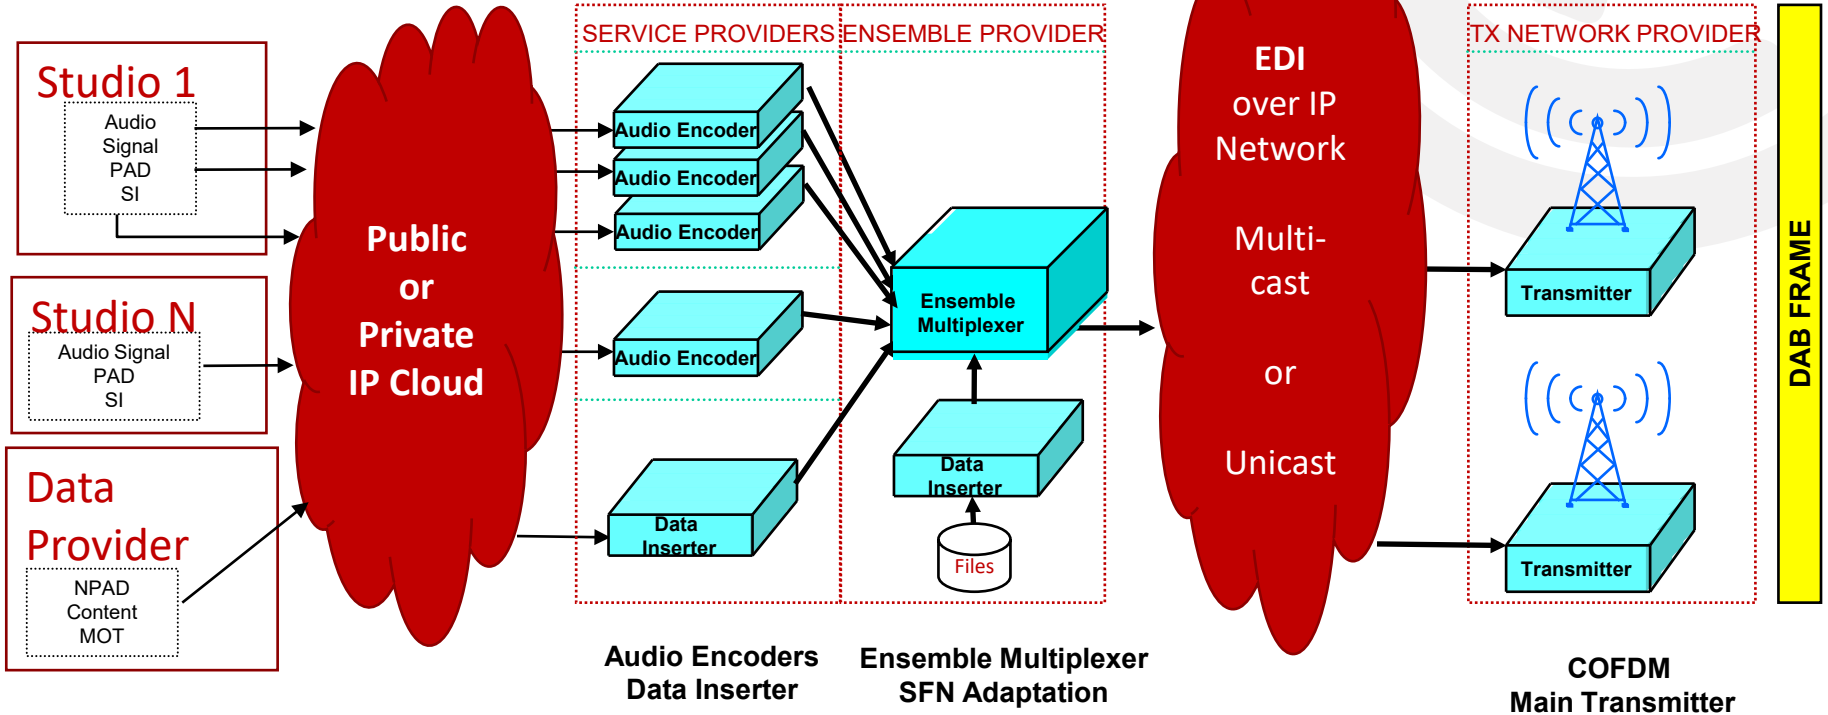 Studio 1
Audio
Signal
PAD
SI
Studio N
Audio Signal
PAD
SI
Data
Provider
NPAD
Content
MOT
Public
or
Private
IP Cloud
SERVICE PROVIDERS
Audio Encoder
Audio Encoder
Audio Encoder
Audio Encoder
Data
Inserter
Audio Encoders
Data Inserter
ENSEMBLE PROVIDER
Ensemble
Multiplexer
Data
Inserter
Files
Ensemble Multiplexer
SFN Adaptation
EDI
over IP
Network
Multi-
cast
or
Unicast
TX NETWORK PROVIDER
Transmitter
Transmitter
COFDM
Main Transmitter
DAB FRAME